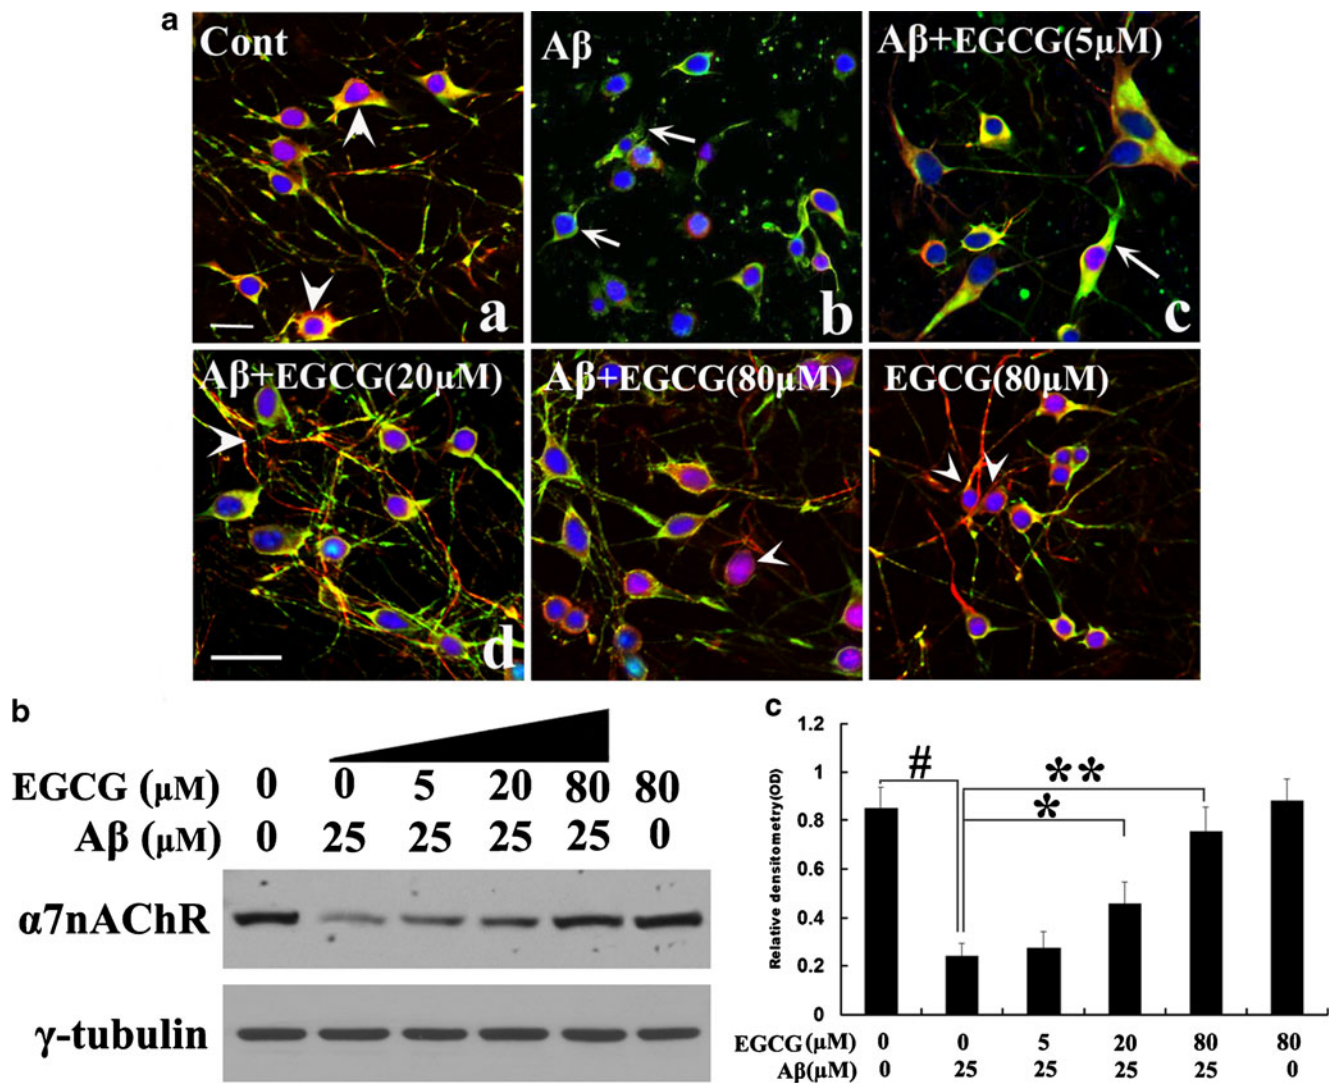 a
Cont
Aβ
Aβ+EGCG(5μM)
a
b
c
Aβ+EGCG(20μM)
Aβ+EGCG(80μM)
EGCG(80μM)
d
b
EGCG (μM) 0 0 5 20 80 80
Aβ (μM) 0 25 25 25 25 0
α7nAChR
γ-tubulin
c
Relative densitometry(OD)
1.2
1
0.8
0.6
0.4
0.2
0
#
**
*
EGCG(μM) 0 0 5 20 80 80
Aβ(μM) 0 25 25 25 25 0